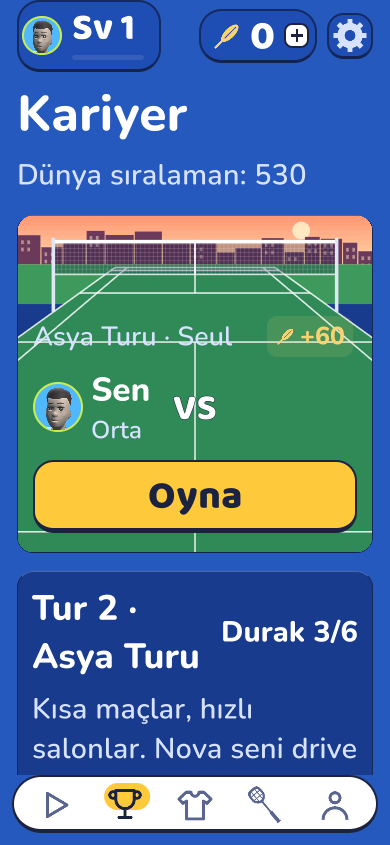 Sv 1
0
Kariyer
Dünya sıralaman: 530
Asya Turu · Seul
+60
Sen
Orta
VS
Oyna
Tur 2 ·
Asya Turu
Durak 3/6
Kısa maçlar, hızlı
salonlar. Nova seni drive